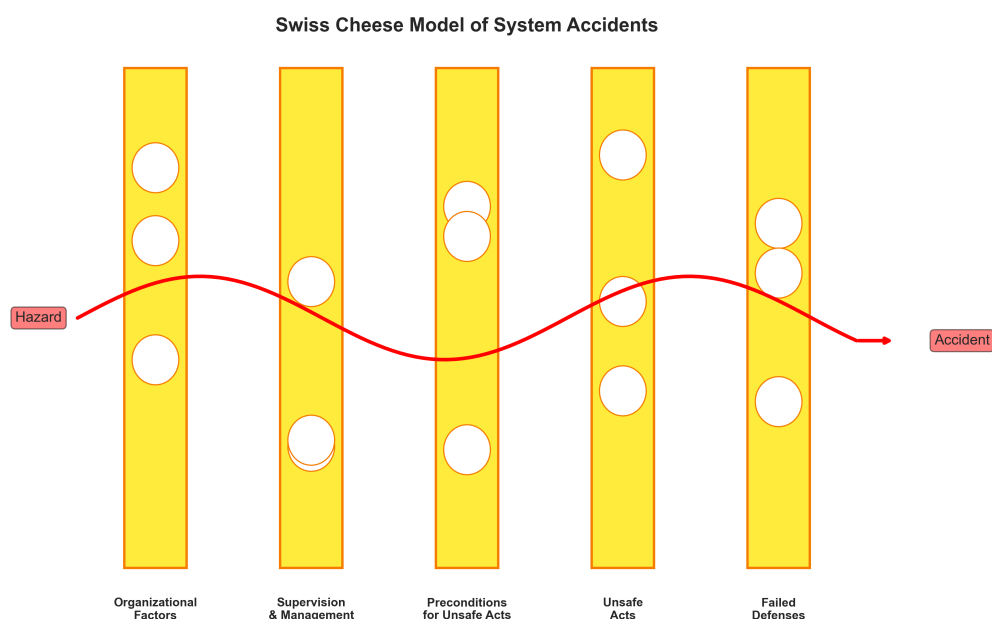 Swiss Cheese Model of System Accidents
Hazard
Accident
Organizational
Factors
Supervision
& Management
Preconditions
for Unsafe Acts
Unsafe
Acts
Failed
Defenses